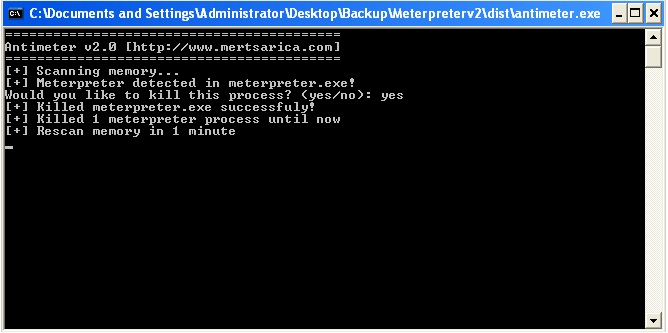 C:\Documents and Settings\Administrator\Desktop\Backup\Meterpreterv2\dist\antimeter.exe
==========================================
Antimeter v2.0 [http://www.mertsarica.com]
==========================================
[+] Scanning memory...
[+] Meterpreter detected in meterpreter.exe!
Would you like to kill this process? (yes/no): yes
[+] Killed meterpreter.exe successfuly!
[+] Killed 1 meterpreter process until now
[+] Rescan memory in 1 minute